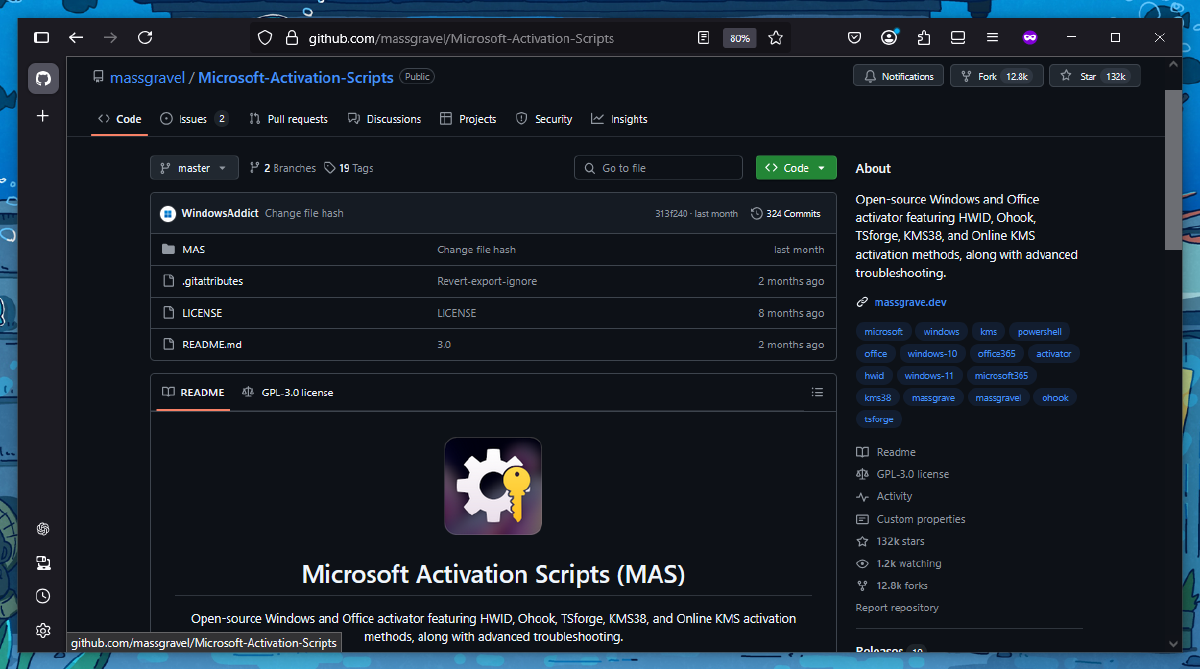 github.com/massgravel/Microsoft-Activation-Scripts
80%
massgravel / Microsoft-Activation-Scripts Public
Notifications
Fork 12.8k
Star 132k
Code
Issues 2
Pull requests
Discussions
Projects
Security
Insights
master
2 Branches
19 Tags
Go to file
Code
WindowsAddict Change file hash
313f240 · last month
324 Commits
MAS Change file hash last month
.gitattributes Revert-export-ignore 2 months ago
LICENSE LICENSE 8 months ago
README.md 3.0 2 months ago
README
GPL-3.0 license
Microsoft Activation Scripts (MAS)
Open-source Windows and Office activator featuring HWID, Ohook, TSforge, KMS38, and Online KMS activation
methods, along with advanced troubleshooting.
About
Open-source Windows and Office
activator featuring HWID, Ohook,
TSforge, KMS38, and Online KMS
activation methods, along with advanced
troubleshooting.
massgrave.dev
microsoft windows kms powershell
office windows-10 office365 activator
hwid windows-11 microsoft365
kms38 massgrave massgravel ohook
tsforge
Readme
GPL-3.0 license
Activity
Custom properties
132k stars
1.2k watching
12.8k forks
Report repository
Releases
github.com/massgravel/Microsoft-Activation-Scripts